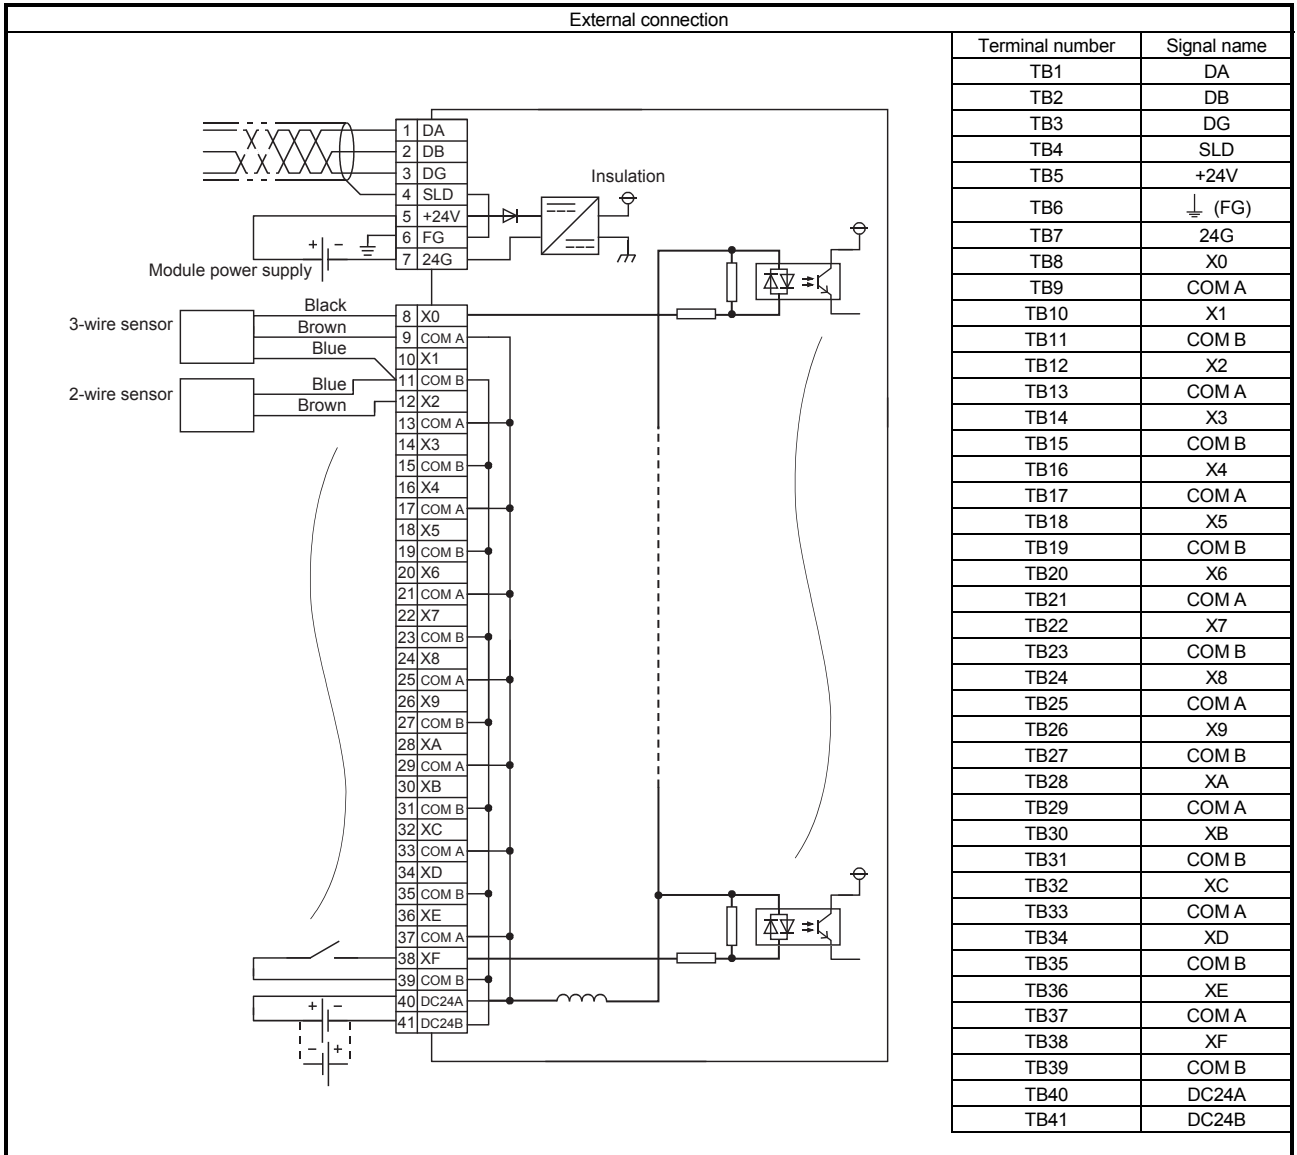 External connection
1 DA
2 DB
3 DG
4 SLD
5 +24V
6 FG
7 24G
Insulation
+ −
Module power supply
3-wire sensor
Black
Brown
Blue
2-wire sensor
Blue
Brown
8 X0
9 COM A
10 X1
11 COM B
12 X2
13 COM A
14 X3
15 COM B
16 X4
17 COM A
18 X5
19 COM B
20 X6
21 COM A
22 X7
23 COM B
24 X8
25 COM A
26 X9
27 COM B
28 XA
29 COM A
30 XB
31 COM B
32 XC
33 COM A
34 XD
35 COM B
36 XE
37 COM A
38 XF
39 COM B
40 DC24A
41 DC24B
+ −
− +
Terminal number Signal name
TB1 DA
TB2 DB
TB3 DG
TB4 SLD
TB5 +24V
TB6 (FG)
TB7 24G
TB8 X0
TB9 COM A
TB10 X1
TB11 COM B
TB12 X2
TB13 COM A
TB14 X3
TB15 COM B
TB16 X4
TB17 COM A
TB18 X5
TB19 COM B
TB20 X6
TB21 COM A
TB22 X7
TB23 COM B
TB24 X8
TB25 COM A
TB26 X9
TB27 COM B
TB28 XA
TB29 COM A
TB30 XB
TB31 COM B
TB32 XC
TB33 COM A
TB34 XD
TB35 COM B
TB36 XE
TB37 COM A
TB38 XF
TB39 COM B
TB40 DC24A
TB41 DC24B